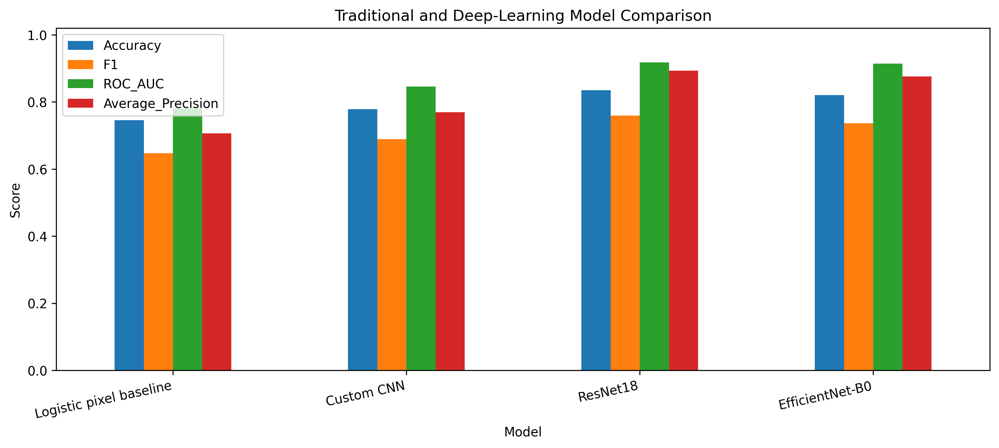 Traditional and Deep-Learning Model Comparison
1.0
0.8
0.6
0.4
0.2
0.0
Score
Accuracy
F1
ROC_AUC
Average_Precision
Logistic pixel baseline
Custom CNN
ResNet18
EfficientNet-B0
Model